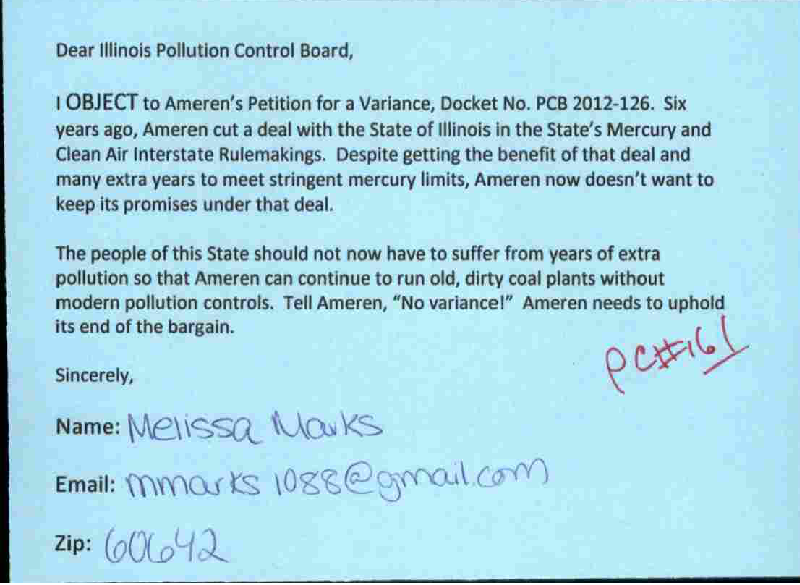 Dear Illinois Pollution Control Board,
I OBJECT to Ameren's Petition for a Variance, Docket No. PCB 2012-126. Six
years ago, Ameren cut a deal with the State of Illinois in the State's Mercury and
Clean Air Interstate Rulemakings. Despite getting the benefit of that deal and
many extra years to meet stringent mercury limits, Ameren now doesn't want to
keep its promises under that deal.
The people of this State should not now have to suffer from years of extra
pollution so that Ameren can continue to run old, dirty coal plants without
modern pollution controls. Tell Ameren, "No variance!" Ameren needs to uphold
its end of the bargain.
PC#161
Sincerely,
Name: Melissa Marks
Email: mmarks1088@gmail.com
Zip: 60642